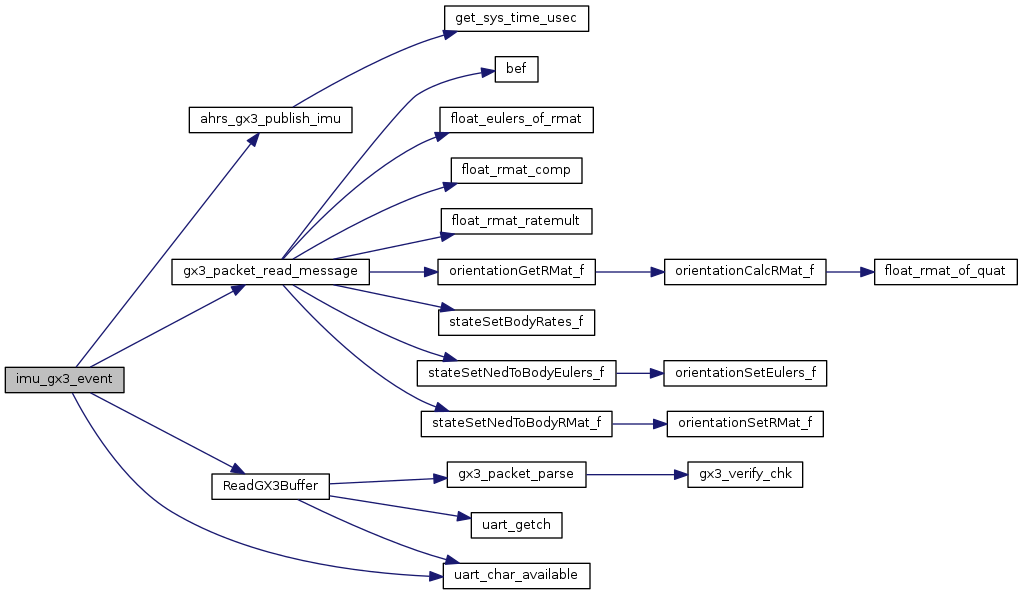 get_sys_time_usec
bef
ahrs_gx3_publish_imu
float_eulers_of_rmat
float_rmat_comp
float_rmat_ratemult
gx3_packet_read_message
orientationGetRMat_f
orientationCalcRMat_f
float_rmat_of_quat
stateSetBodyRates_f
imu_gx3_event
stateSetNedToBodyEulers_f
orientationSetEulers_f
stateSetNedToBodyRMat_f
orientationSetRMat_f
ReadGX3Buffer
gx3_packet_parse
gx3_verify_chk
uart_getch
uart_char_available